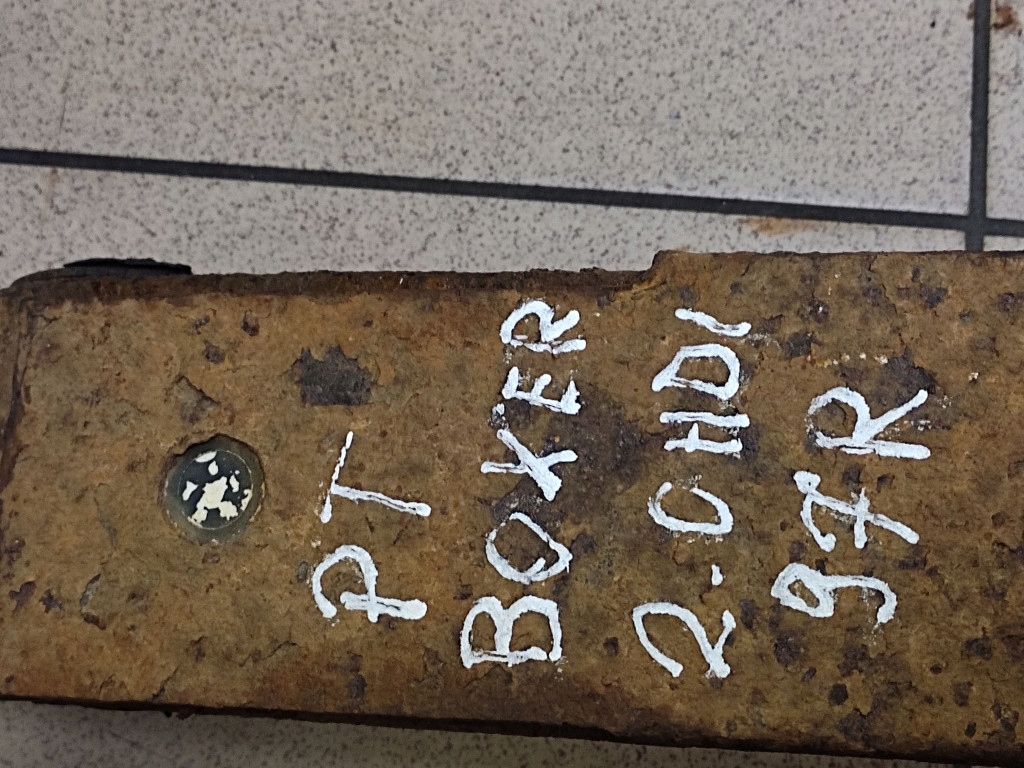 PT
BOXER
2.0HDI
97R